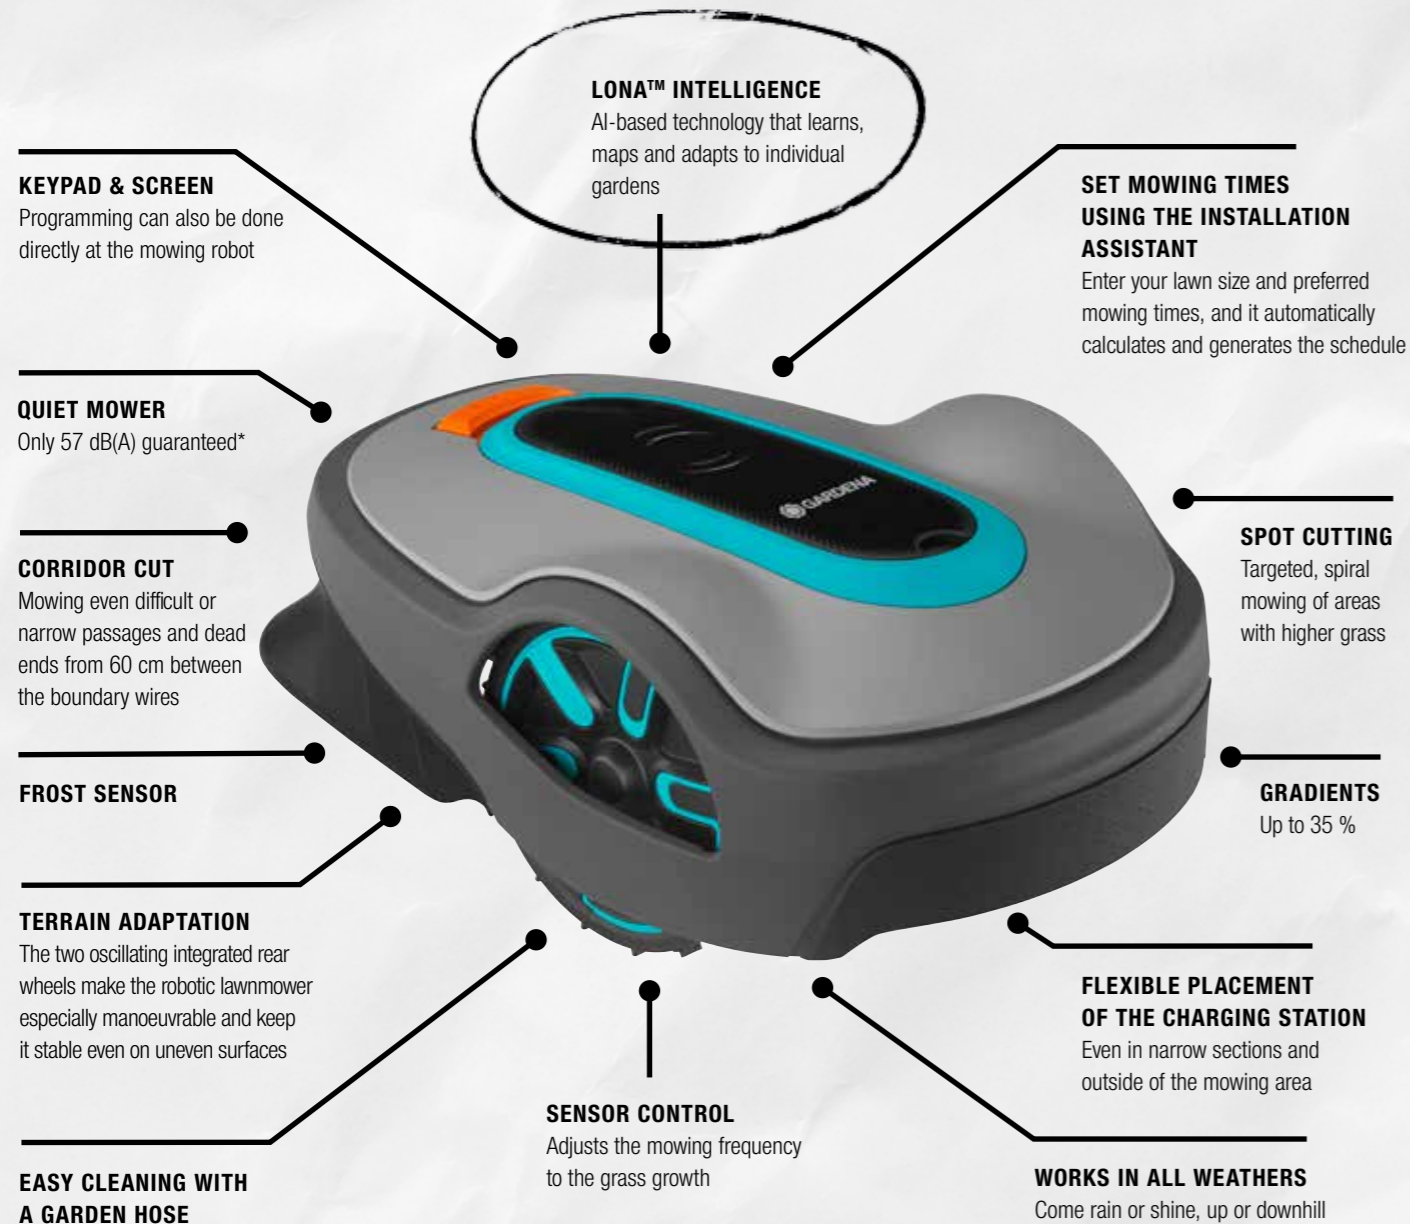 LONA™ INTELLIGENCE
AI-based technology that learns,
maps and adapts to individual
gardens
KEYPAD & SCREEN
Programming can also be done
directly at the mowing robot
SET MOWING TIMES
USING THE INSTALLATION
ASSISTANT
Enter your lawn size and preferred
mowing times, and it automatically
calculates and generates the schedule
QUIET MOWER
Only 57 dB(A) guaranteed*
GARDENA
CORRIDOR CUT
Mowing even difficult or
narrow passages and dead
ends from 60 cm between
the boundary wires
SPOT CUTTING
Targeted, spiral
mowing of areas
with higher grass
FROST SENSOR
GRADIENTS
Up to 35 %
TERRAIN ADAPTATION
The two oscillating integrated rear
wheels make the robotic lawnmower
especially manoeuvrable and keep
it stable even on uneven surfaces
FLEXIBLE PLACEMENT
OF THE CHARGING STATION
Even in narrow sections and
outside of the mowing area
SENSOR CONTROL
Adjusts the mowing frequency
to the grass growth
EASY CLEANING WITH
A GARDEN HOSE
WORKS IN ALL WEATHERS
Come rain or shine, up or downhill